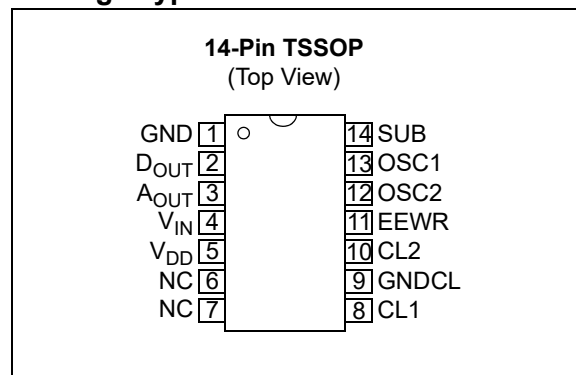 14-Pin TSSOP
(Top View)
GND 1
DOUT 2
AOUT 3
VIN 4
VDD 5
NC 6
NC 7
14 SUB
13 OSC1
12 OSC2
11 EEWR
10 CL2
9 GNDCL
8 CL1